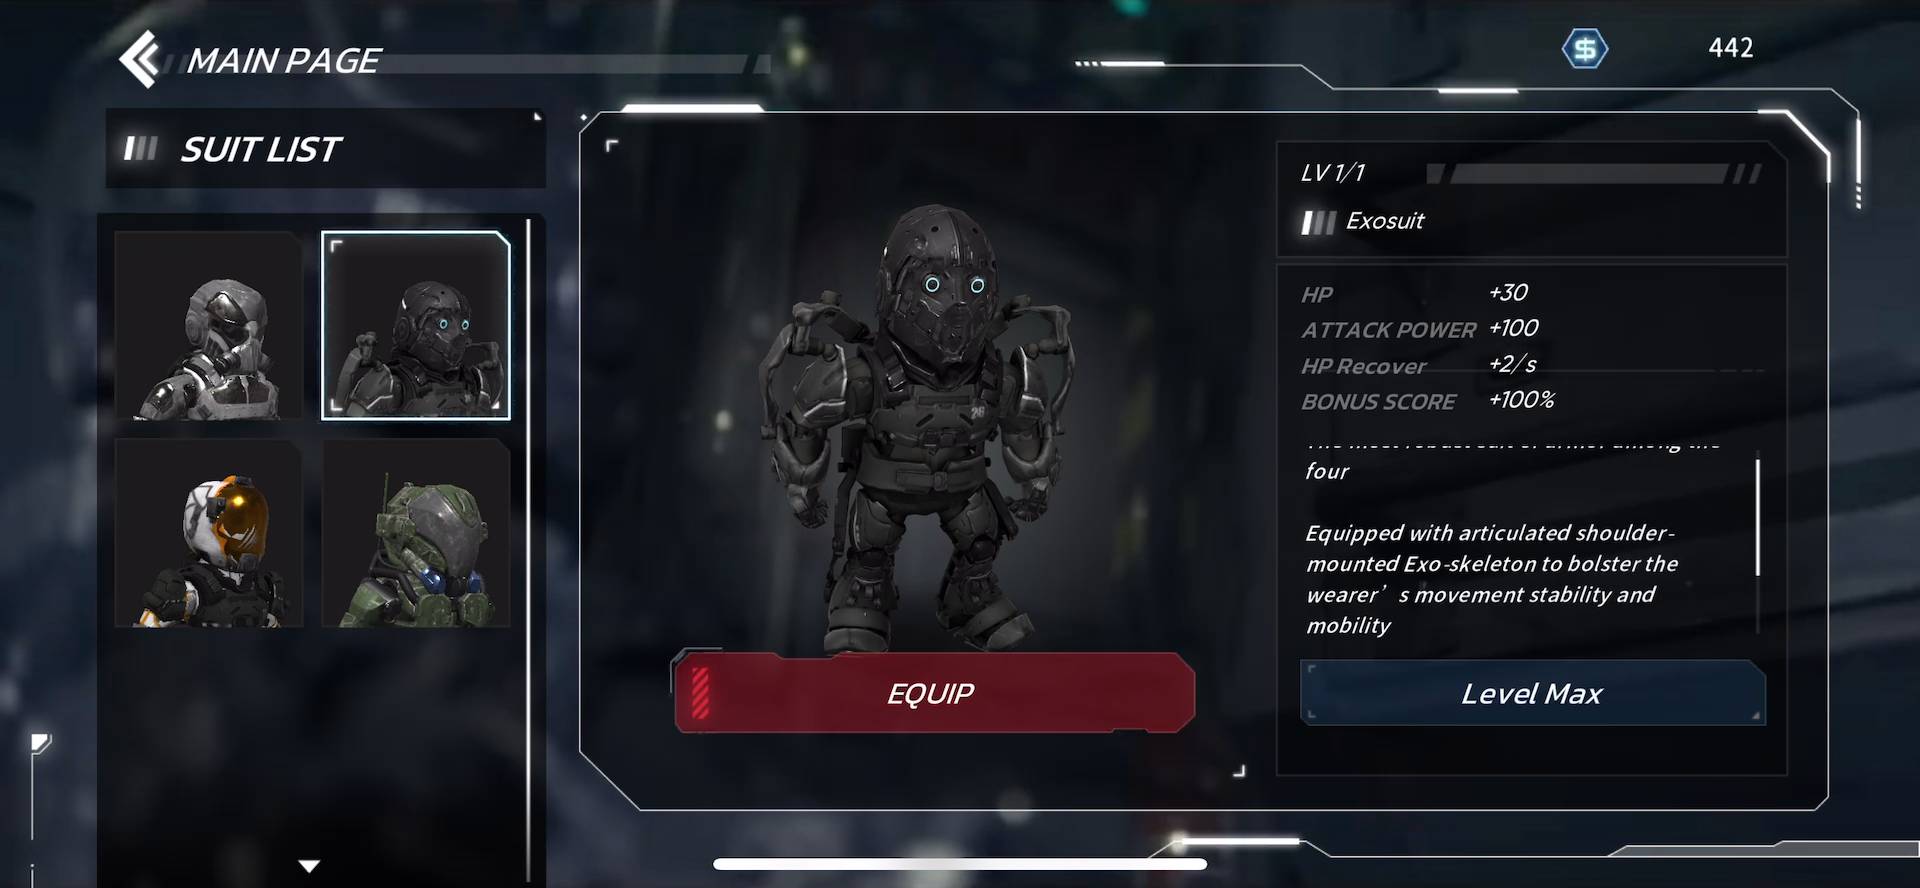 MAIN PAGE
442
SUIT LIST
LV 1/1
Exosuit
HP +30
ATTACK POWER +100
HP Recover +2/s
BONUS SCORE +100%
four
Equipped with articulated shoulder-
mounted Exo-skeleton to bolster the
wearer’s movement stability and
mobility
EQUIP
Level Max